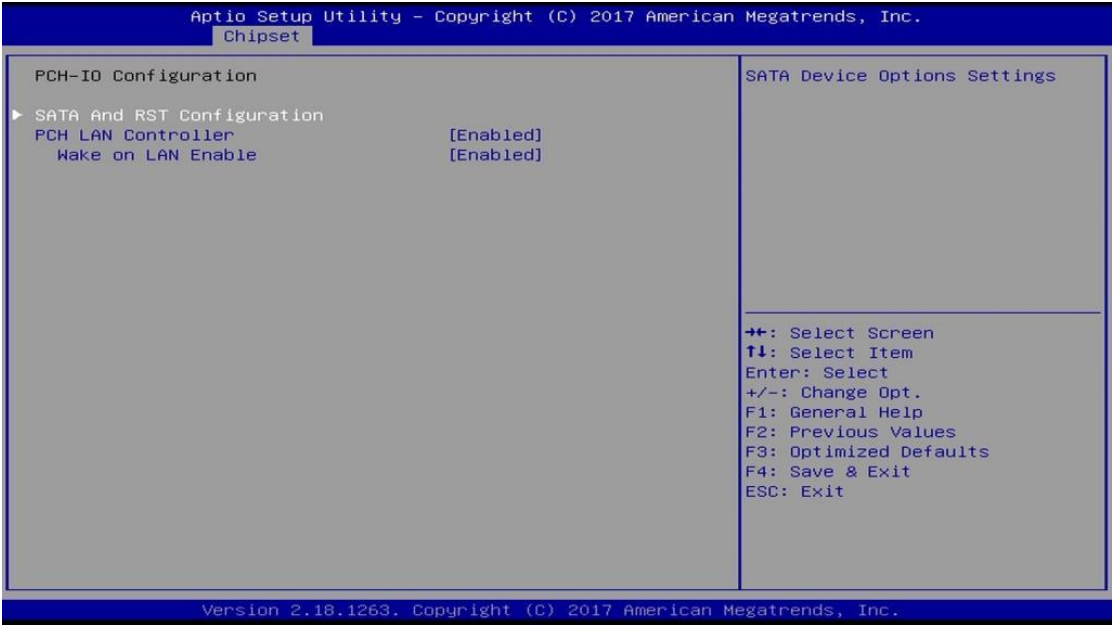 Aptio Setup Utility – Copyright (C) 2017 American Megatrends, Inc.
Chipset
PCH-IO Configuration
SATA And RST Configuration
PCH LAN Controller [Enabled]
Wake on LAN Enable [Enabled]
SATA Device Options Settings
→←: Select Screen
↑↓: Select Item
Enter: Select
+/-: Change Opt.
F1: General Help
F2: Previous Values
F3: Optimized Defaults
F4: Save & Exit
ESC: Exit
Version 2.18.1263. Copyright (C) 2017 American Megatrends, Inc.